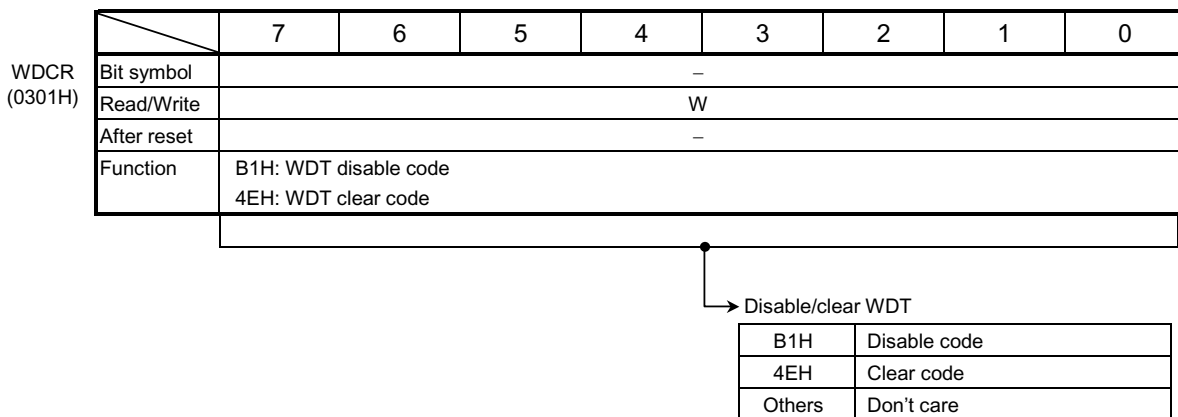 7 6 5 4 3 2 1 0
WDCR
(0301H)
Bit symbol –
Read/Write W
After reset –
Function B1H: WDT disable code
4EH: WDT clear code
Disable/clear WDT
B1H Disable code
4EH Clear code
Others Don't care